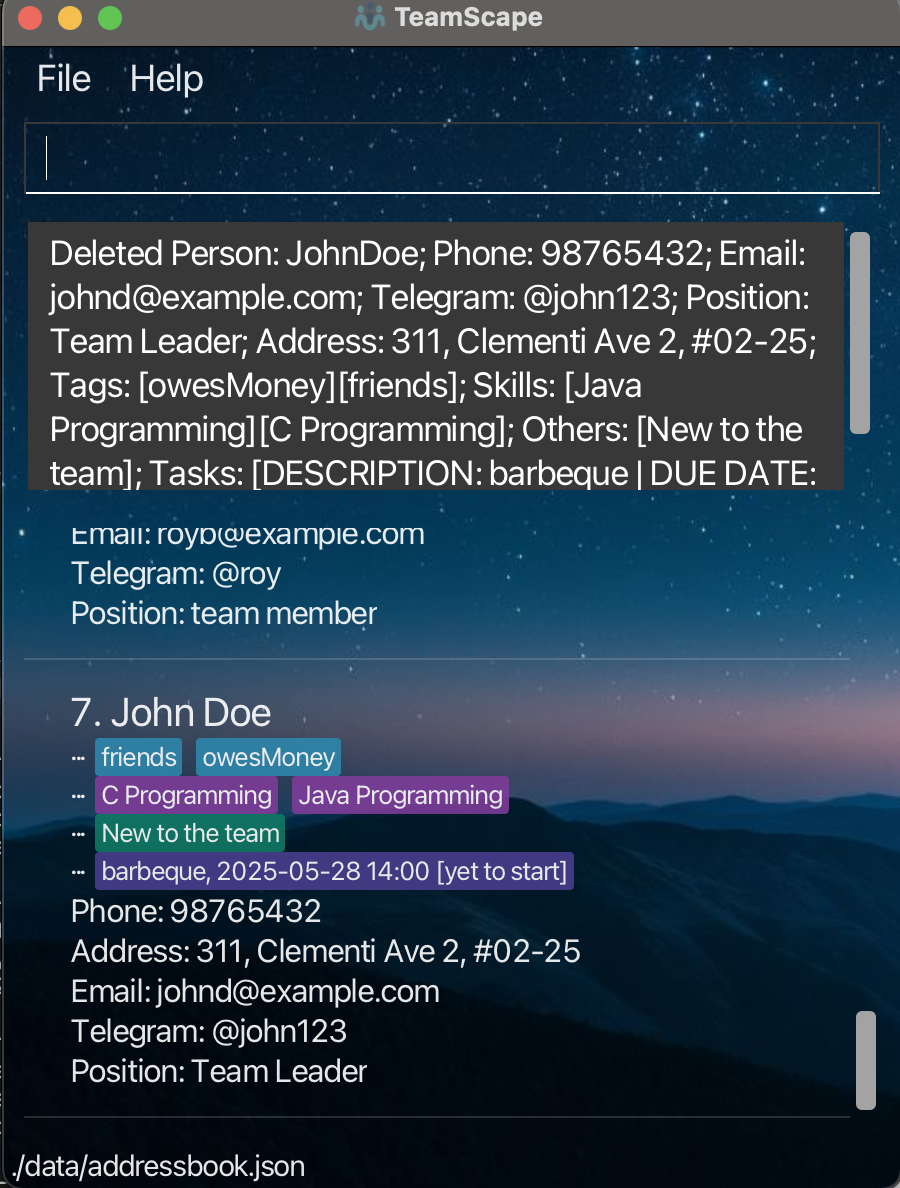 TeamScape
File Help
Deleted Person: JohnDoe; Phone: 98765432; Email:
johnd@example.com; Telegram: @john123; Position:
Team Leader; Address: 311, Clementi Ave 2, #02-25;
Tags: [owesMoney][friends]; Skills: [Java
Programming][C Programming]; Others: [New to the
team]; Tasks: [DESCRIPTION: barbeque | DUE DATE:
Email: royb@example.com
Telegram: @roy
Position: team member
7. John Doe
friends owesMoney
C Programming Java Programming
New to the team
barbeque, 2025-05-28 14:00 [yet to start]
Phone: 98765432
Address: 311, Clementi Ave 2, #02-25
Email: johnd@example.com
Telegram: @john123
Position: Team Leader
./data/addressbook.json